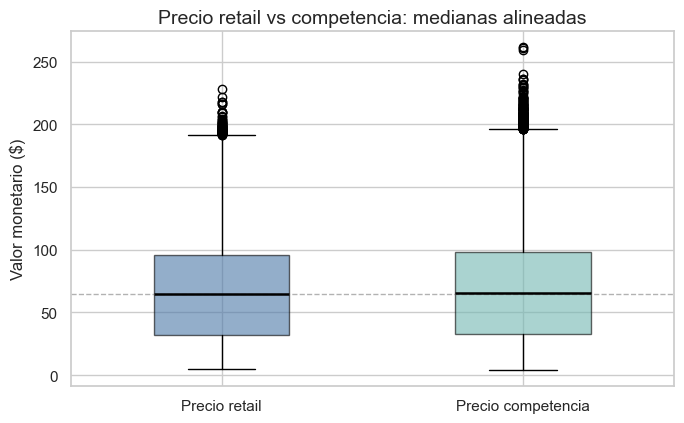 Precio retail vs competencia: medianas alineadas
Valor monetario ($)
250
200
150
100
50
0
Precio retail
Precio competencia